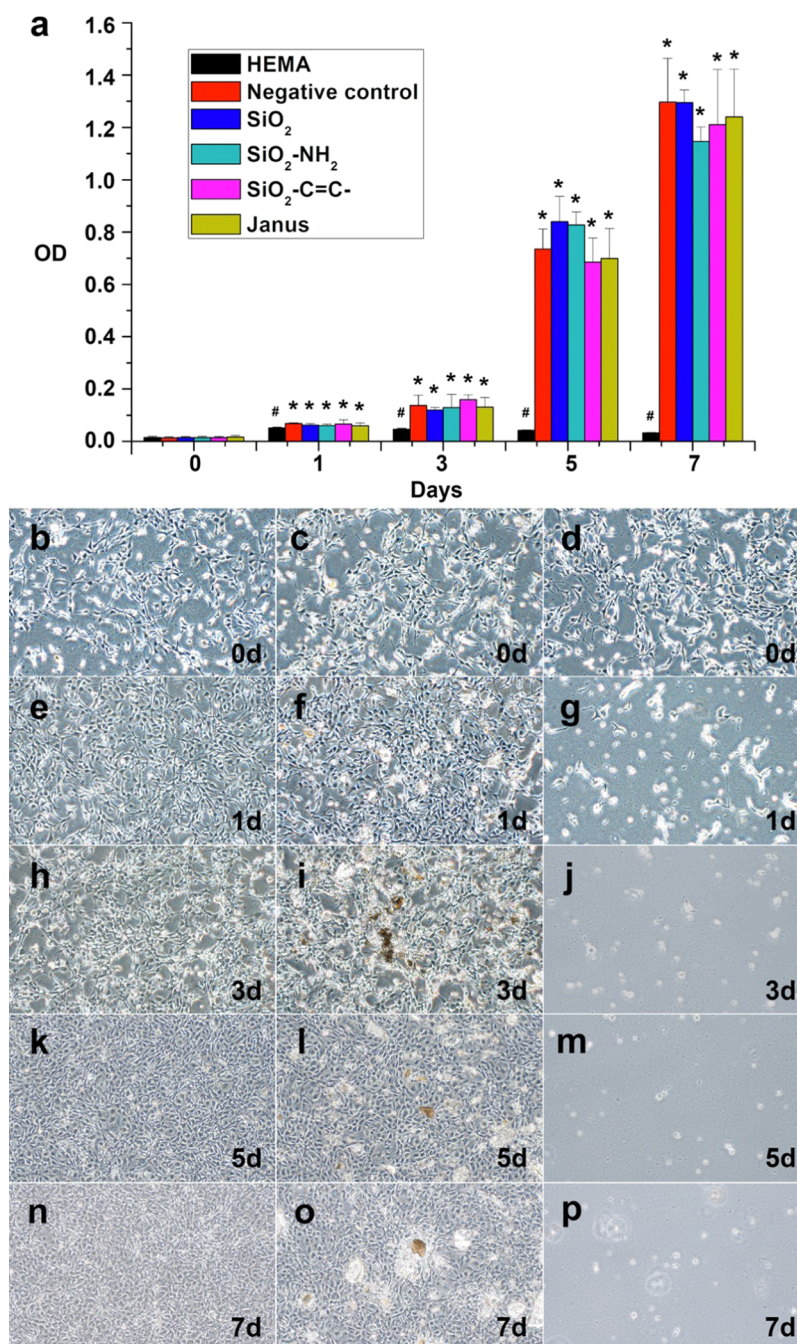 a
1.6
1.4
1.2
1.0
0.8
0.6
0.4
0.2
0.0
OD
HEMA
Negative control
SiO2
SiO2-NH2
SiO2-C=C-
Janus
# * * * * *
# * * * * *
# * * * * *
# * * * * *
0 1 3 5 7
Days
b 0d c 0d d 0d
e 1d f 1d g 1d
h 3d i 3d j 3d
k 5d l 5d m 5d
n 7d o 7d p 7d